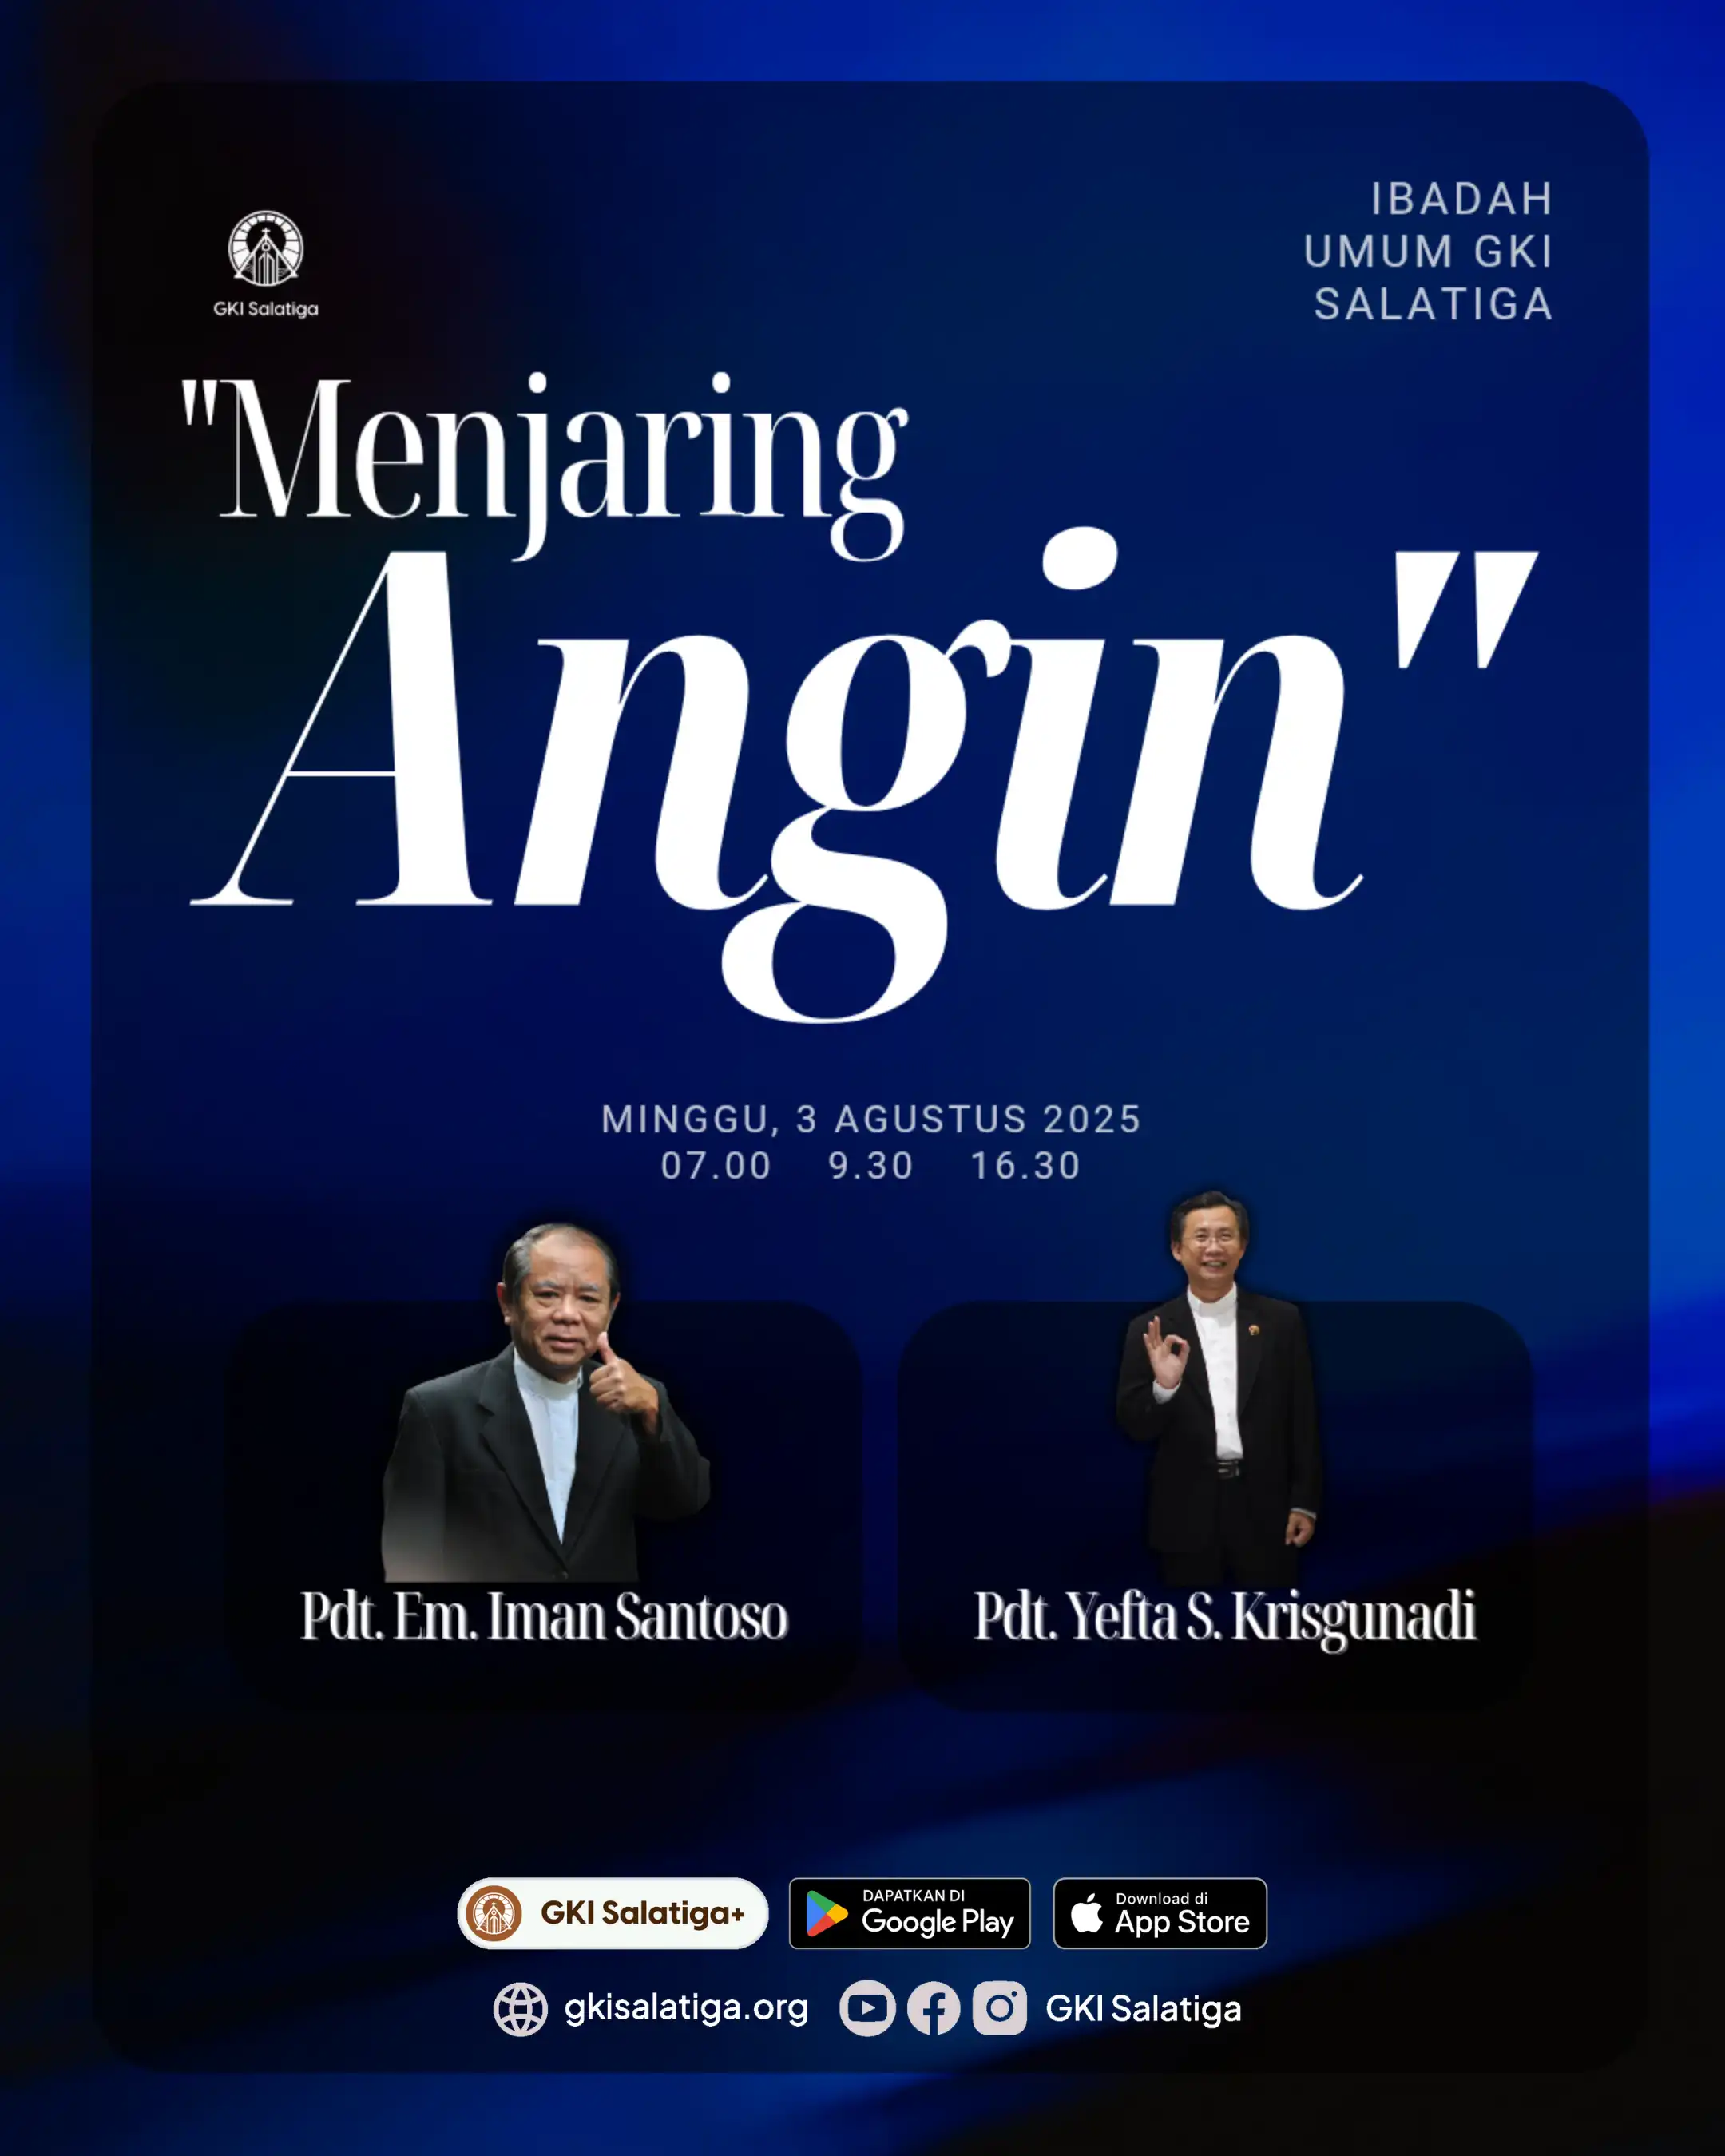 GKI Salatiga
IBADAH
UMUM GKI
SALATIGA
"Menjaring
Angin"
MINGGU, 3 AGUSTUS 2025
07.00 9.30 16.30
Pdt. Em. Iman Santoso
Pdt. Yefta S. Krisgunadi
GKI Salatiga+
DAPATKAN DI
Google Play
Download di
App Store
gkisalatiga.org
GKI Salatiga